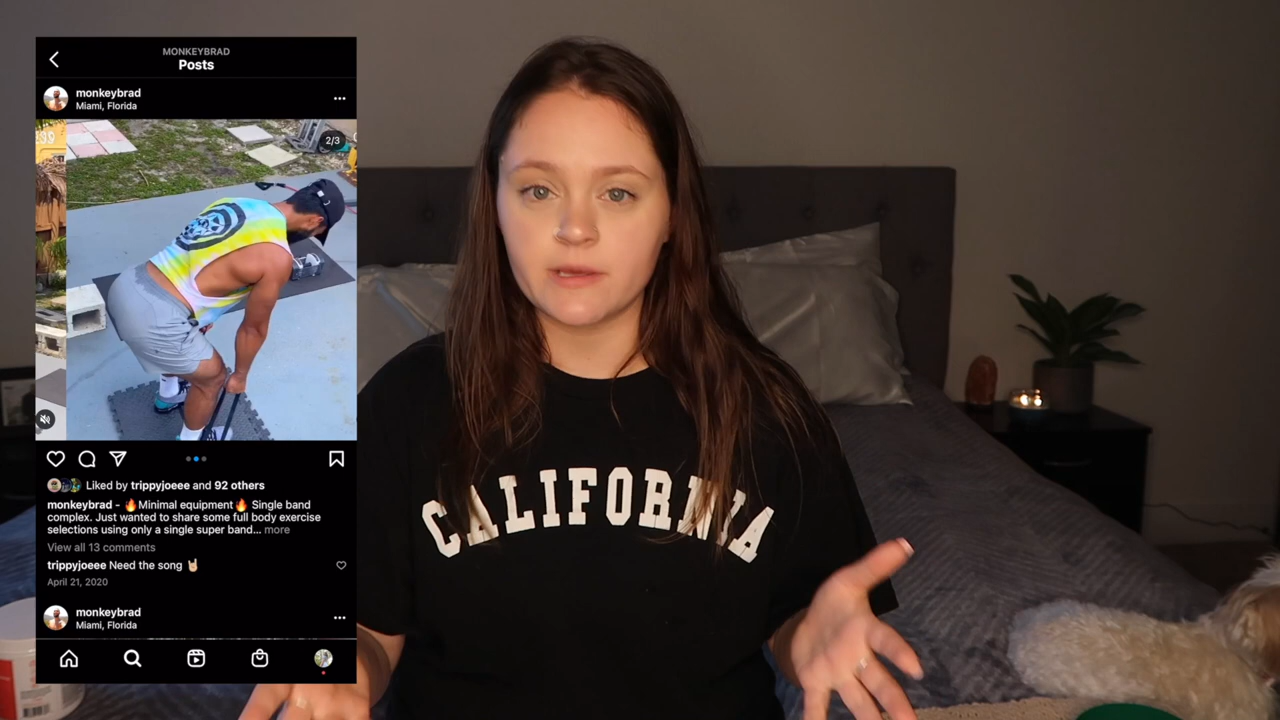 MONKEYBRAD
Posts
monkeybrad
Miami, Florida
2/3
Liked by trippyjoeee and 92 others
monkeybrad - 🔥Minimal equipment🔥 Single band
complex. Just wanted to share some full body exercise
selections using only a single super band... more
View all 13 comments
trippyjoeee Need the song 🤘🏻
April 21, 2020
monkeybrad
Miami, Florida
CALIFORNIA